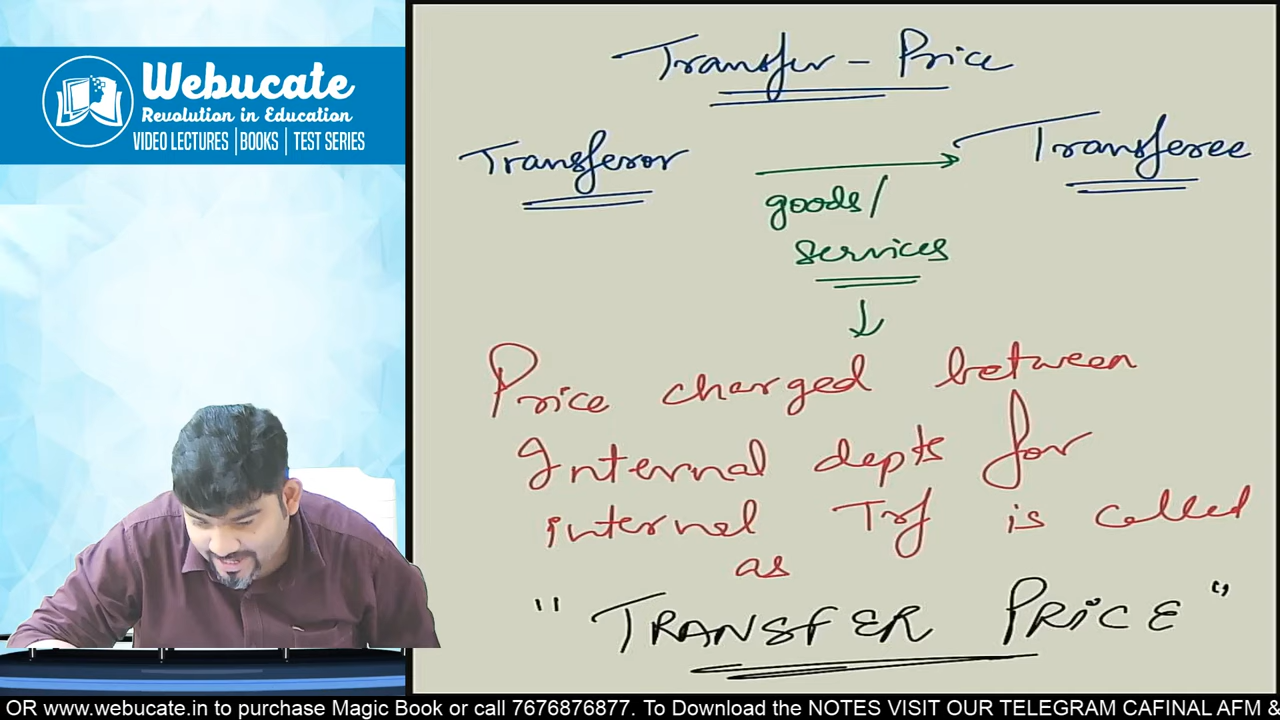 Webucate
Revolution in Education
VIDEO LECTURES | BOOKS | TEST SERIES
Transfer - Price
Transferor
Transferee
goods/
services
Price charged between
Internal depts for
internal Trf is called
as
"TRANSFER PRICE"
OR www.webucate.in to purchase Magic Book or call 7676876877. To Download the NOTES VISIT OUR TELEGRAM CAFINAL AFM &